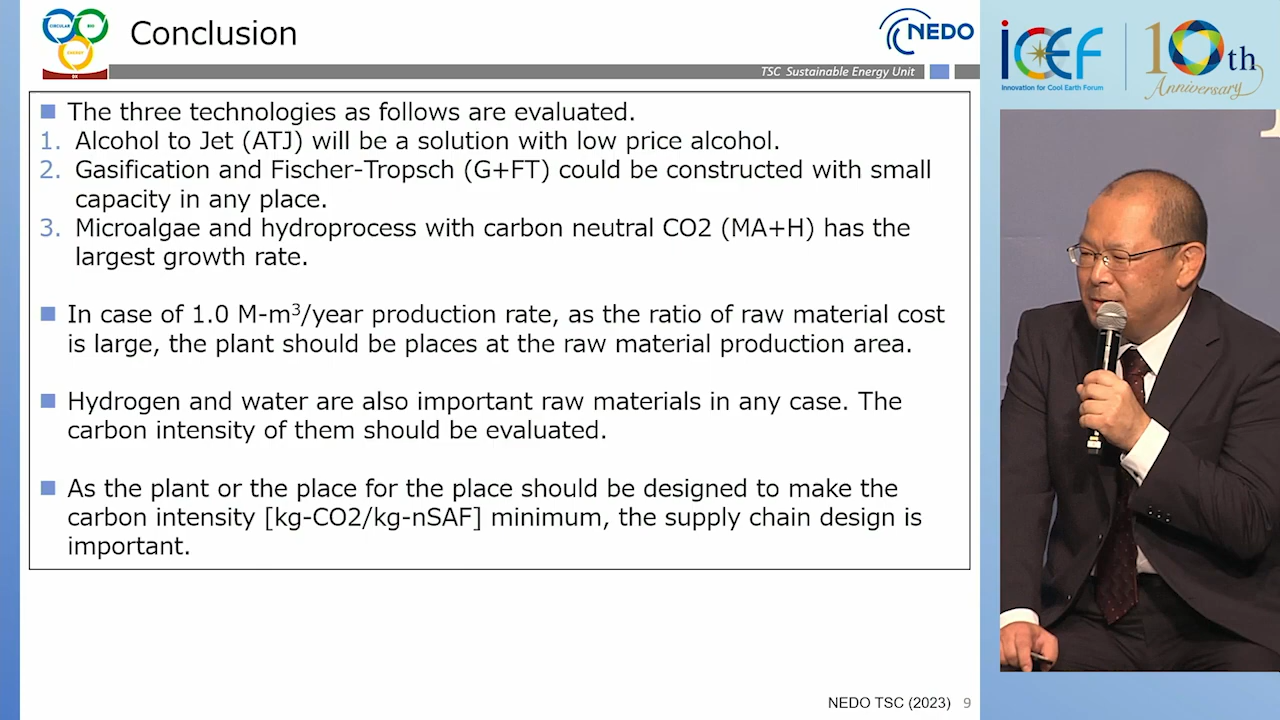 CIRCULAR
BIO
ENERGY
SX
Conclusion
NEDO
TSC Sustainable Energy Unit
■ The three technologies as follows are evaluated.
1. Alcohol to Jet (ATJ) will be a solution with low price alcohol.
2. Gasification and Fischer-Tropsch (G+FT) could be constructed with small
capacity in any place.
3. Microalgae and hydroprocess with carbon neutral CO2 (MA+H) has the
largest growth rate.
■ In case of 1.0 M-m³/year production rate, as the ratio of raw material cost
is large, the plant should be places at the raw material production area.
■ Hydrogen and water are also important raw materials in any case. The
carbon intensity of them should be evaluated.
■ As the plant or the place for the place should be designed to make the
carbon intensity [kg-CO2/kg-nSAF] minimum, the supply chain design is
important.
NEDO TSC (2023) 9
ICEF
Innovation for Cool Earth Forum
10th
Anniversary